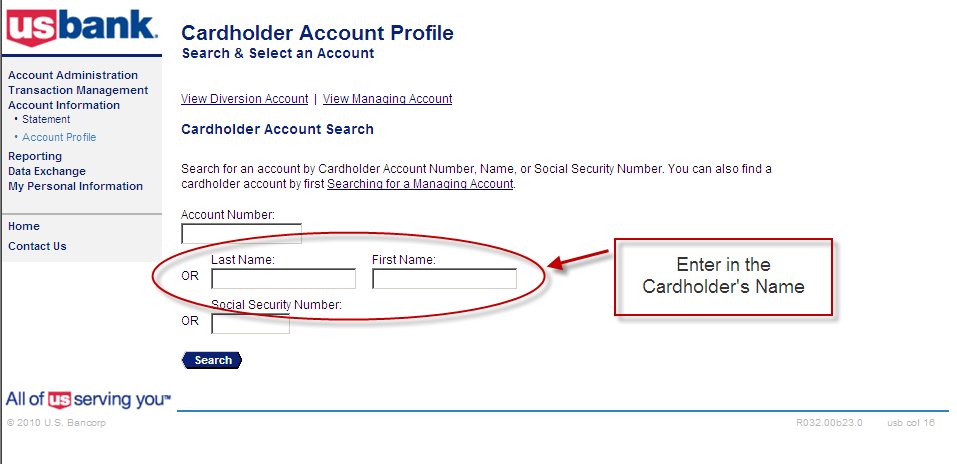 usbank.
Cardholder Account Profile
Search & Select an Account
Account Administration
Transaction Management
Account Information
• Statement
• Account Profile
Reporting
Data Exchange
My Personal Information
Home
Contact Us
View Diversion Account | View Managing Account
Cardholder Account Search
Search for an account by Cardholder Account Number, Name, or Social Security Number. You can also find a
cardholder account by first Searching for a Managing Account.
Account Number:
Last Name: First Name:
OR
Social Security Number:
OR
Search
Enter in the
Cardholder's Name
All of us serving you™
© 2010 U.S. Bancorp
R032.00b23.0 usb col 16